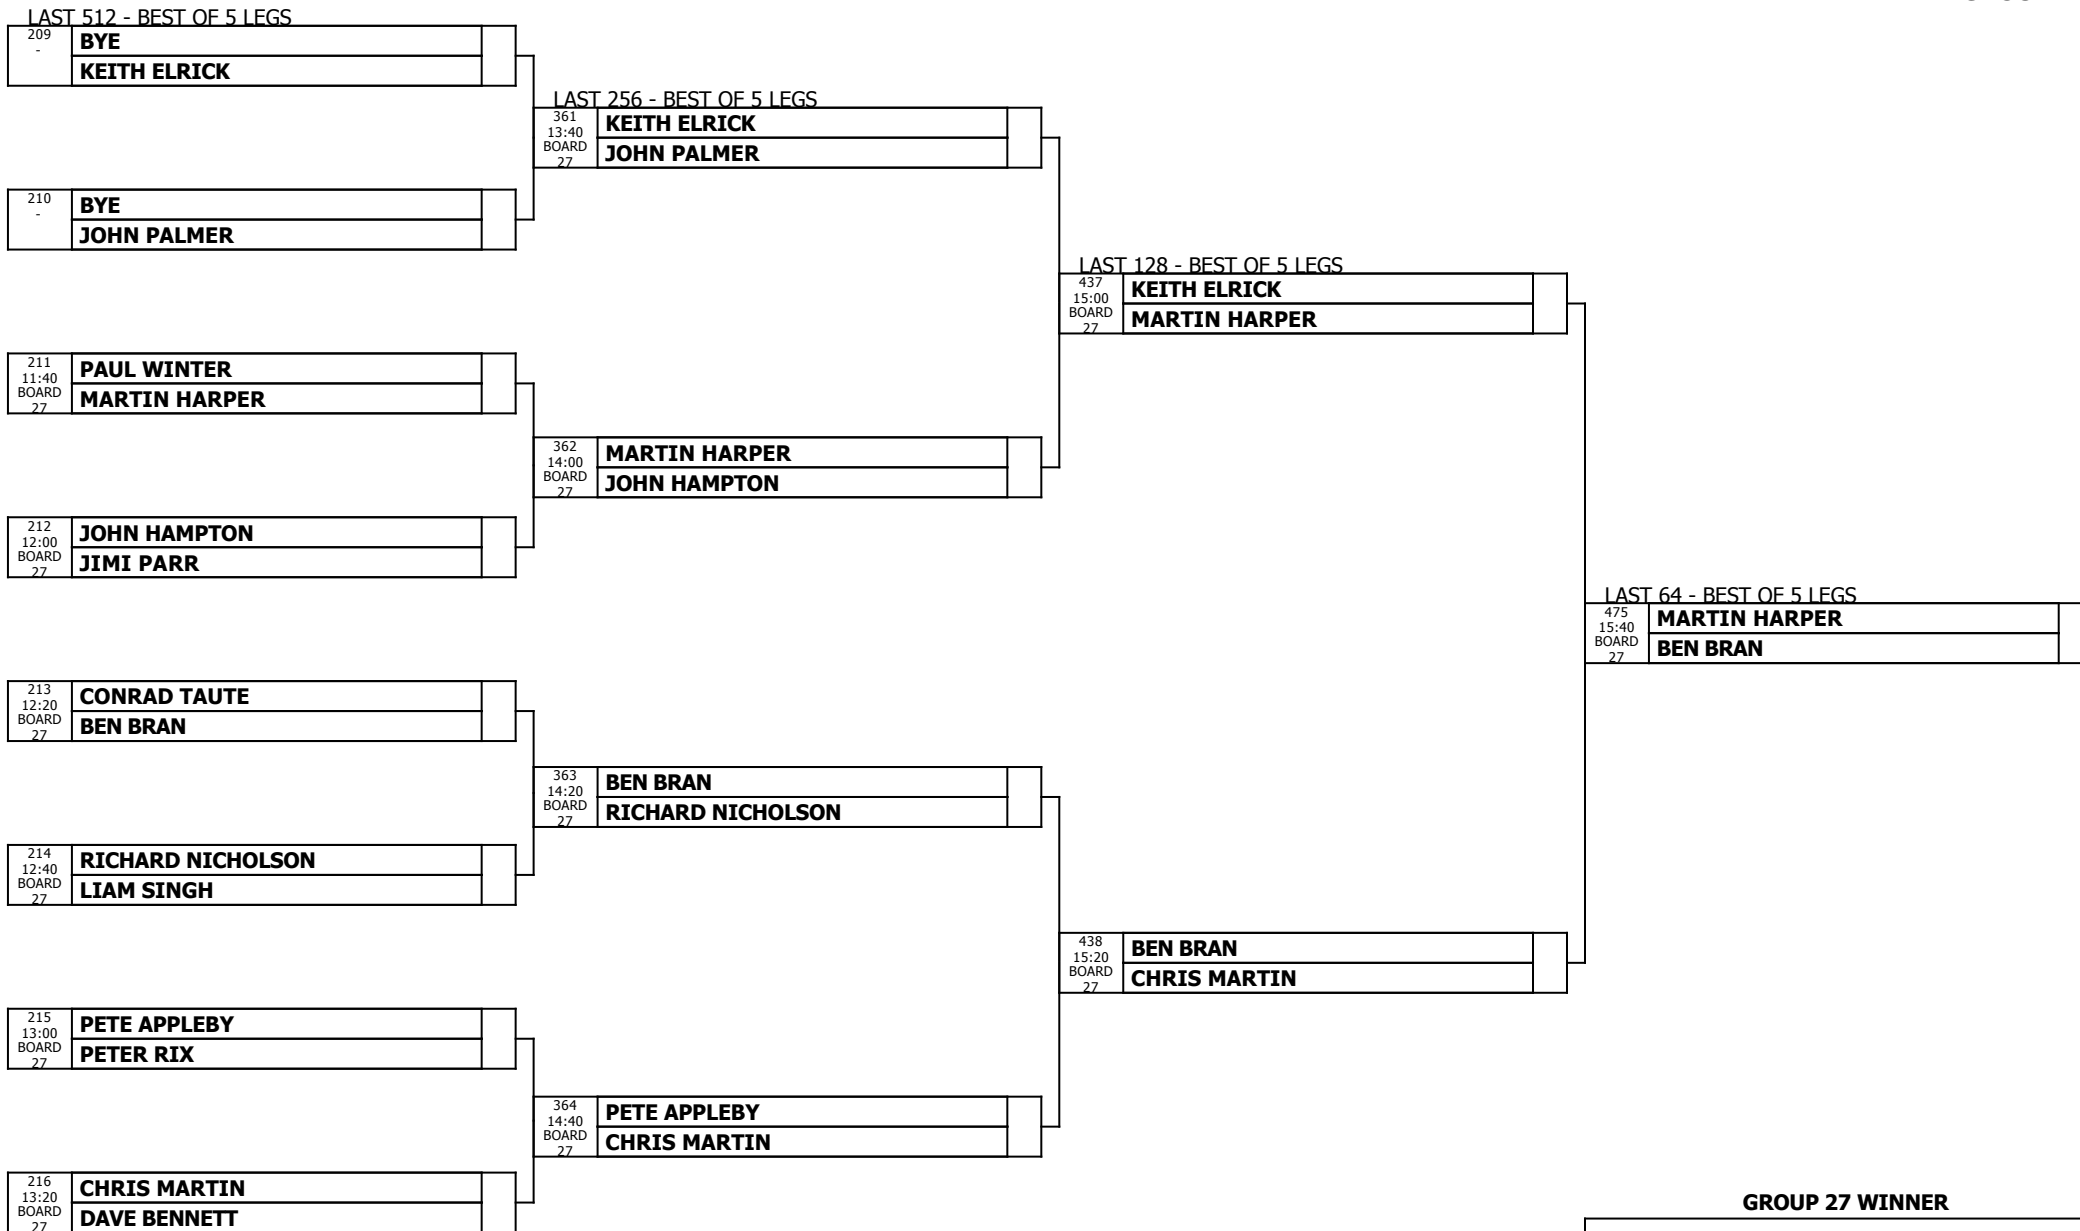 LAST 512 - BEST OF 5 LEGS
209
-
BYE
KEITH ELRICK
210
-
BYE
JOHN PALMER
211
11:40
BOARD
27
PAUL WINTER
MARTIN HARPER
212
12:00
BOARD
27
JOHN HAMPTON
JIMI PARR
213
12:20
BOARD
27
CONRAD TAUTE
BEN BRAN
214
12:40
BOARD
27
RICHARD NICHOLSON
LIAM SINGH
215
13:00
BOARD
27
PETE APPLEBY
PETER RIX
216
13:20
BOARD
27
CHRIS MARTIN
DAVE BENNETT
LAST 256 - BEST OF 5 LEGS
361
13:40
BOARD
27
KEITH ELRICK
JOHN PALMER
362
14:00
BOARD
27
MARTIN HARPER
JOHN HAMPTON
363
14:20
BOARD
27
BEN BRAN
RICHARD NICHOLSON
364
14:40
BOARD
27
PETE APPLEBY
CHRIS MARTIN
LAST 128 - BEST OF 5 LEGS
437
15:00
BOARD
27
KEITH ELRICK
MARTIN HARPER
438
15:20
BOARD
27
BEN BRAN
CHRIS MARTIN
LAST 64 - BEST OF 5 LEGS
475
15:40
BOARD
27
MARTIN HARPER
BEN BRAN
GROUP 27 WINNER